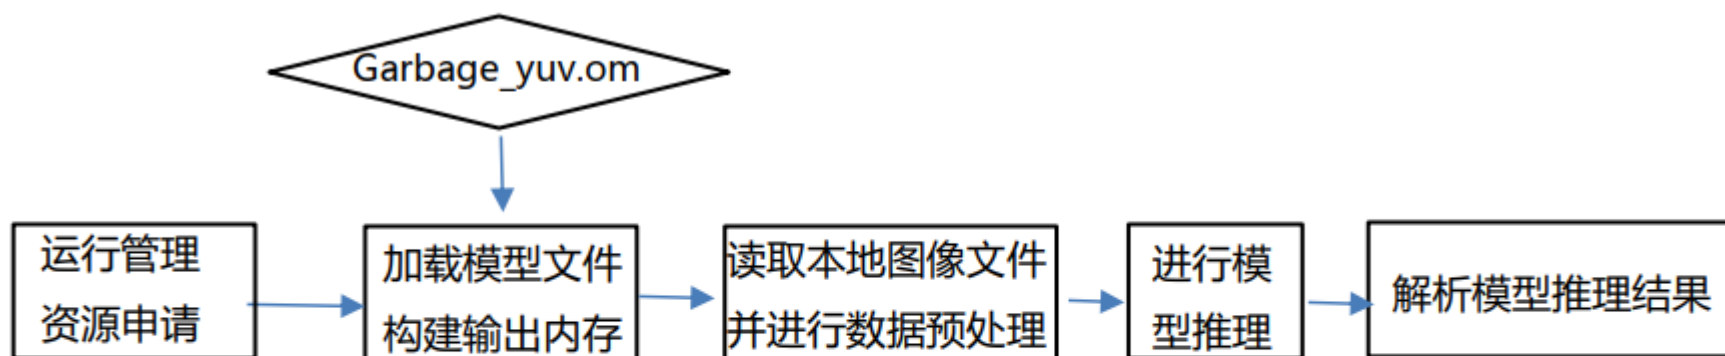 Garbage_yuv.om
运行管理
资源申请
加载模型文件
构建输出内存
读取本地图像文件
并进行数据预处理
进行模
型推理
解析模型推理结果